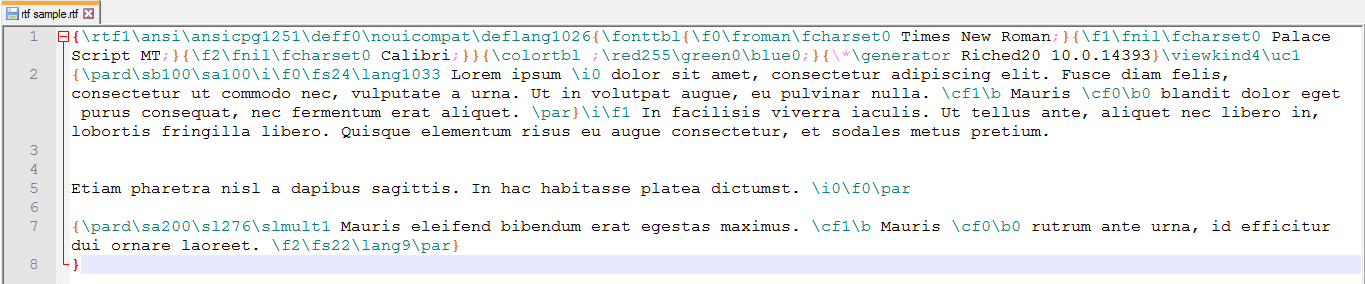 rtf sample.rtf
1 {\rtf1\ansi\ansicpg1251\deff0\nouicompat\deflang1026{\fonttbl{\f0\froman\fcharset0 Times New Roman;}{\f1\fnil\fcharset0 Palace
Script MT;}{\f2\fnil\fcharset0 Calibri;}}{\colortbl ;\red255\green0\blue0;}{\*\generator Riched20 10.0.14393}\viewkind4\uc1
2 {\pard\sb100\sa100\i\f0\fs24\lang1033 Lorem ipsum \i0 dolor sit amet, consectetur adipiscing elit. Fusce diam felis,
consectetur ut commodo nec, vulputate a urna. Ut in volutpat augue, eu pulvinar nulla. \cf1\b Mauris \cf0\b0 blandit dolor eget
purus consequat, nec fermentum erat aliquet. \par}\i\f1 In facilisis viverra iaculis. Ut tellus ante, aliquet nec libero in,
lobortis fringilla libero. Quisque elementum risus eu augue consectetur, et sodales metus pretium.
3
4
5 Etiam pharetra nisl a dapibus sagittis. In hac habitasse platea dictumst. \i0\f0\par
6
7 {\pard\sa200\sl276\slmult1 Mauris eleifend bibendum erat egestas maximus. \cf1\b Mauris \cf0\b0 rutrum ante urna, id efficitur
dui ornare laoreet. \f2\fs22\lang9\par}
8 }